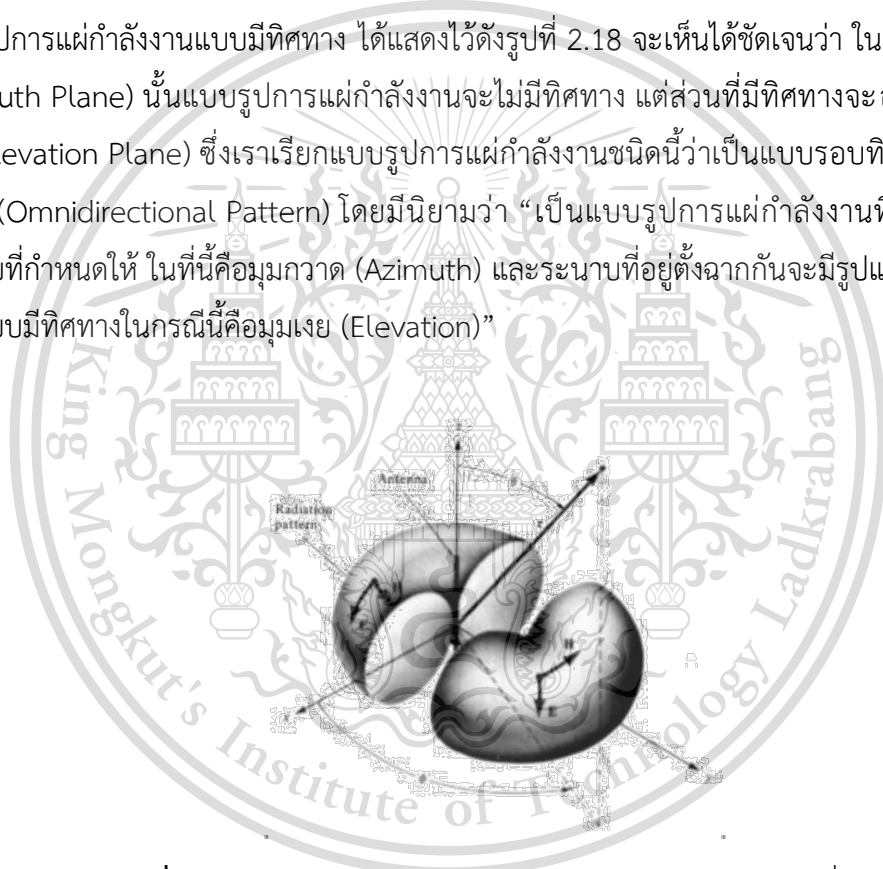 ปการแผ่กำลังงานแบบมีทิศทาง ได้แสดงไว้ดังรูปที่ 2.18 จะเห็นได้ชัดเจนว่า ใน
uth Plane) นั้นแบบรูปการแผ่กำลังงานจะไม่มีทิศทาง แต่ส่วนที่มีทิศทางจะ
levation Plane) ซึ่งเราเรียกแบบรูปการแผ่กำลังงานชนิดนี้ว่าเป็นแบบรอบทิ
(Omnidirectional Pattern) โดยมีนิยามว่า “เป็นแบบรูปการแผ่กำลังงานที
ที่กำหนดให้ ในที่นี้คือมุมกวาด (Azimuth) และระนาบที่อยู่ตั้งฉากกันจะมีรูปแ
บบมีทิศทางในกรณีนี้คือมุมเงย (Elevation)”
z
Antenna
θ
Radiation
pattern
r
H
E
x
y
φ
King Mongkut's Institute of Technology Ladkrabang